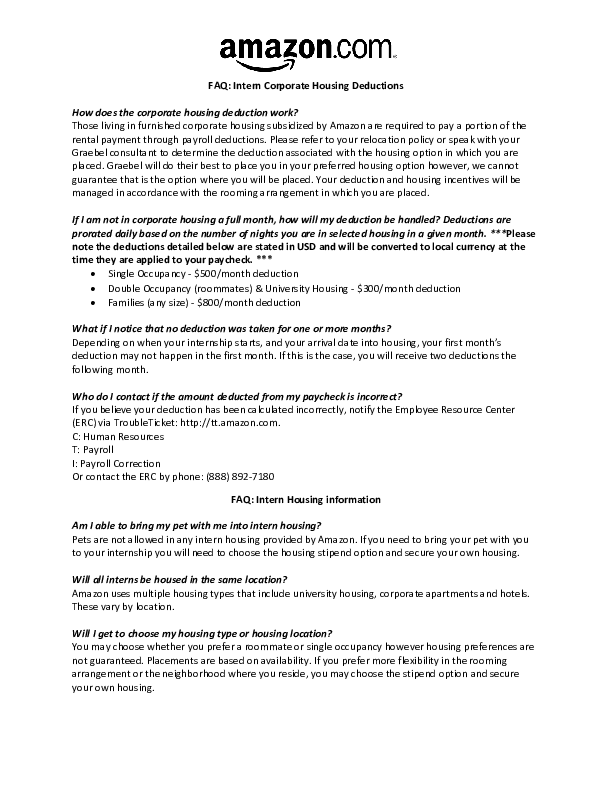 amazon.com
FAQ: Intern Corporate Housing Deductions
How does the corporate housing deduction work?
Those living in furnished corporate housing subsidized by Amazon are required to pay a portion of the
rental payment through payroll deductions. Please refer to your relocation policy or speak with your
Graebel consultant to determine the deduction associated with the housing option in which you are
placed. Graebel will do their best to place you in your preferred housing option however, we cannot
guarantee that is the option where you will be placed. Your deduction and housing incentives will be
managed in accordance with the rooming arrangement in which you are placed.
If I am not in corporate housing a full month, how will my deduction be handled? Deductions are
prorated daily based on the number of nights you are in selected housing in a given month. ***Please
note the deductions detailed below are stated in USD and will be converted to local currency at the
time they are applied to your paycheck. ***
• Single Occupancy - $500/month deduction
• Double Occupancy (roommates) & University Housing - $300/month deduction
• Families (any size) - $800/month deduction
What if I notice that no deduction was taken for one or more months?
Depending on when your internship starts, and your arrival date into housing, your first month's
deduction may not happen in the first month. If this is the case, you will receive two deductions the
following month.
Who do I contact if the amount deducted from my paycheck is incorrect?
If you believe your deduction has been calculated incorrectly, notify the Employee Resource Center
(ERC) via TroubleTicket: http://tt.amazon.com.
C: Human Resources
T: Payroll
I: Payroll Correction
Or contact the ERC by phone: (888) 892-7180
FAQ: Intern Housing information
Am I able to bring my pet with me into intern housing?
Pets are not allowed in any intern housing provided by Amazon. If you need to bring your pet with you
to your internship you will need to choose the housing stipend option and secure your own housing.
Will all interns be housed in the same location?
Amazon uses multiple housing types that include university housing, corporate apartments and hotels.
These vary by location.
Will I get to choose my housing type or housing location?
You may choose whether you prefer a roommate or single occupancy however housing preferences are
not guaranteed. Placements are based on availability. If you prefer more flexibility in the rooming
arrangement or the neighborhood where you reside, you may choose the stipend option and secure
your own housing.